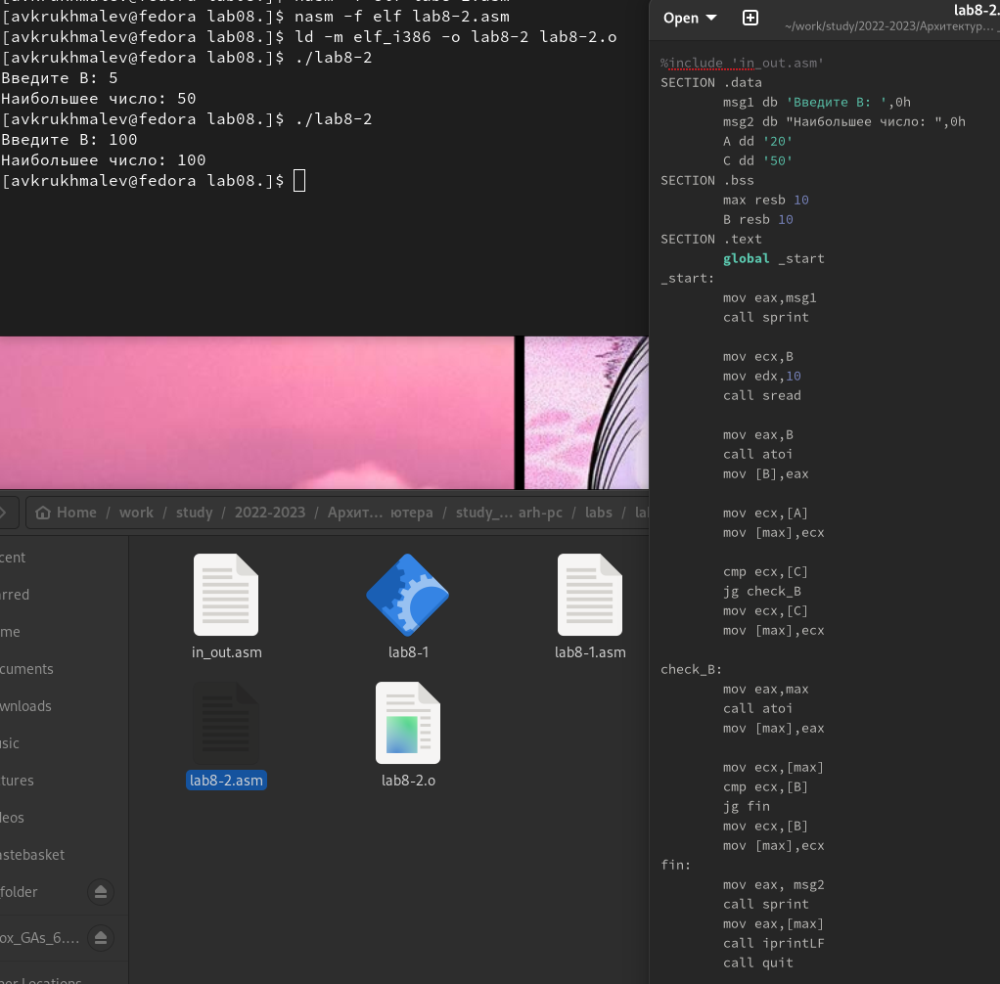 nasm -f elf lab8-2.asm
[avkrukhmalev@fedora lab08.]$ nasm -f elf lab8-2.asm
[avkrukhmalev@fedora lab08.]$ ld -m elf_i386 -o lab8-2 lab8-2.o
[avkrukhmalev@fedora lab08.]$ ./lab8-2
Введите В: 5
Наибольшее число: 50
[avkrukhmalev@fedora lab08.]$ ./lab8-2
Введите В: 100
Наибольшее число: 100
[avkrukhmalev@fedora lab08.]$
Home / work / study / 2022-2023 / Архит... ютера / study_... arh-pc / labs / la
cent
arred
me
cuments
wnloads
sic
tures
deos
astebasket
folder
ox_GAs_6....
er Locations
in_out.asm
lab8-1
lab8-1.asm
lab8-2.asm
lab8-2.o
Open
lab8-2.
~/work/study/2022-2023/Архитектур...
%include 'in_out.asm'
SECTION .data
msg1 db 'Введите В: ',0h
msg2 db "Наибольшее число: ",0h
A dd '20'
C dd '50'
SECTION .bss
max resb 10
B resb 10
SECTION .text
global _start
_start:
mov eax,msg1
call sprint
mov ecx,B
mov edx,10
call sread
mov eax,B
call atoi
mov [B],eax
mov ecx,[A]
mov [max],ecx
cmp ecx,[C]
jg check_B
mov ecx,[C]
mov [max],ecx
check_B:
mov eax,max
call atoi
mov [max],eax
mov ecx,[max]
cmp ecx,[B]
jg fin
mov ecx,[B]
mov [max],ecx
fin:
mov eax, msg2
call sprint
mov eax,[max]
call iprintLF
call quit